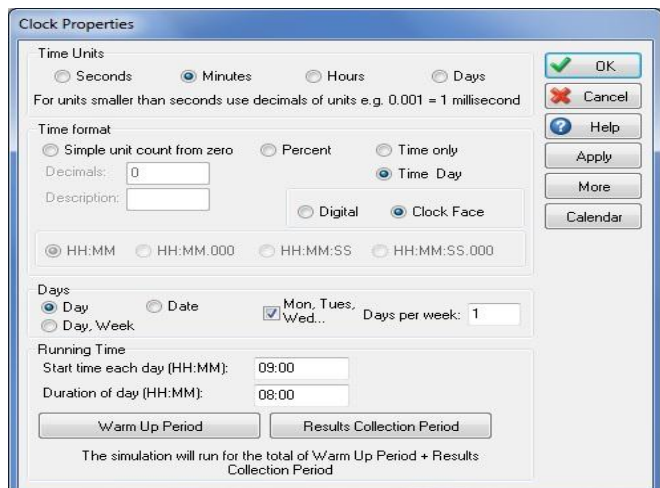 Clock Properties
Time Units
Seconds Minutes Hours Days
For units smaller than seconds use decimals of units e.g. 0.001 = 1 millisecond
Time format
Simple unit count from zero Percent Time only
Decimals: 0 Time Day
Description:
Digital Clock Face
HH:MM HH:MM.000 HH:MM:SS HH:MM:SS.000
Days
Day Date Mon, Tues,
Wed... Days per week: 1
Day, Week
Running Time
Start time each day (HH:MM): 09:00
Duration of day (HH:MM): 08:00
Warm Up Period Results Collection Period
The simulation will run for the total of Warm Up Period + Results
Collection Period
OK
Cancel
Help
Apply
More
Calendar